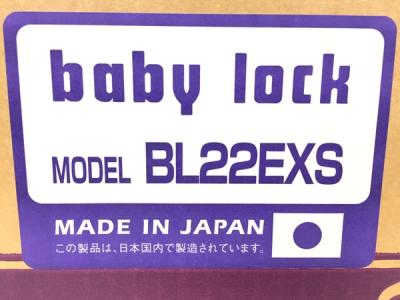 baby lock
MODEL BL22EXS
MADE IN JAPAN
この製品は、日本国内で製造されています。